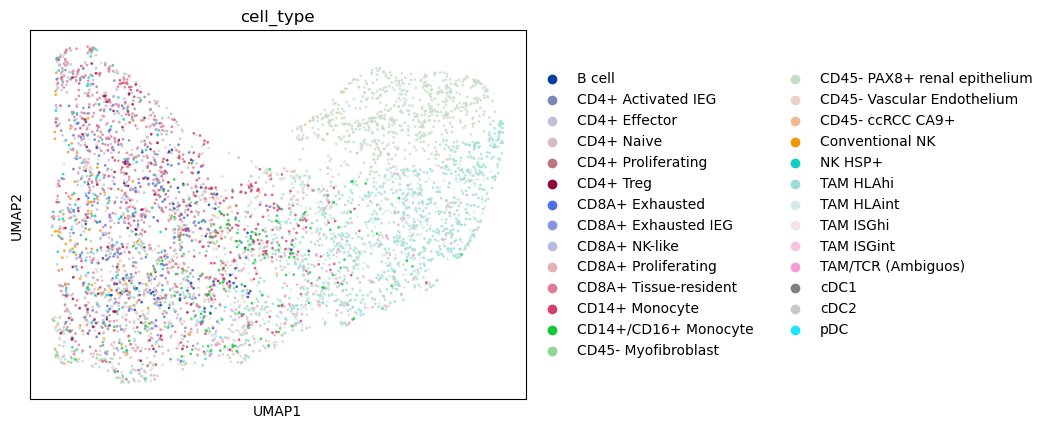 cell_type
UMAP2
UMAP1
B cell
CD4+ Activated IEG
CD4+ Effector
CD4+ Naive
CD4+ Proliferating
CD4+ Treg
CD8A+ Exhausted
CD8A+ Exhausted IEG
CD8A+ NK-like
CD8A+ Proliferating
CD8A+ Tissue-resident
CD14+ Monocyte
CD14+/CD16+ Monocyte
CD45- Myofibroblast
CD45- PAX8+ renal epithelium
CD45- Vascular Endothelium
CD45- ccRCC CA9+
Conventional NK
NK HSP+
TAM HLAhi
TAM HLAint
TAM ISGhi
TAM ISGint
TAM/TCR (Ambiguos)
cDC1
cDC2
pDC